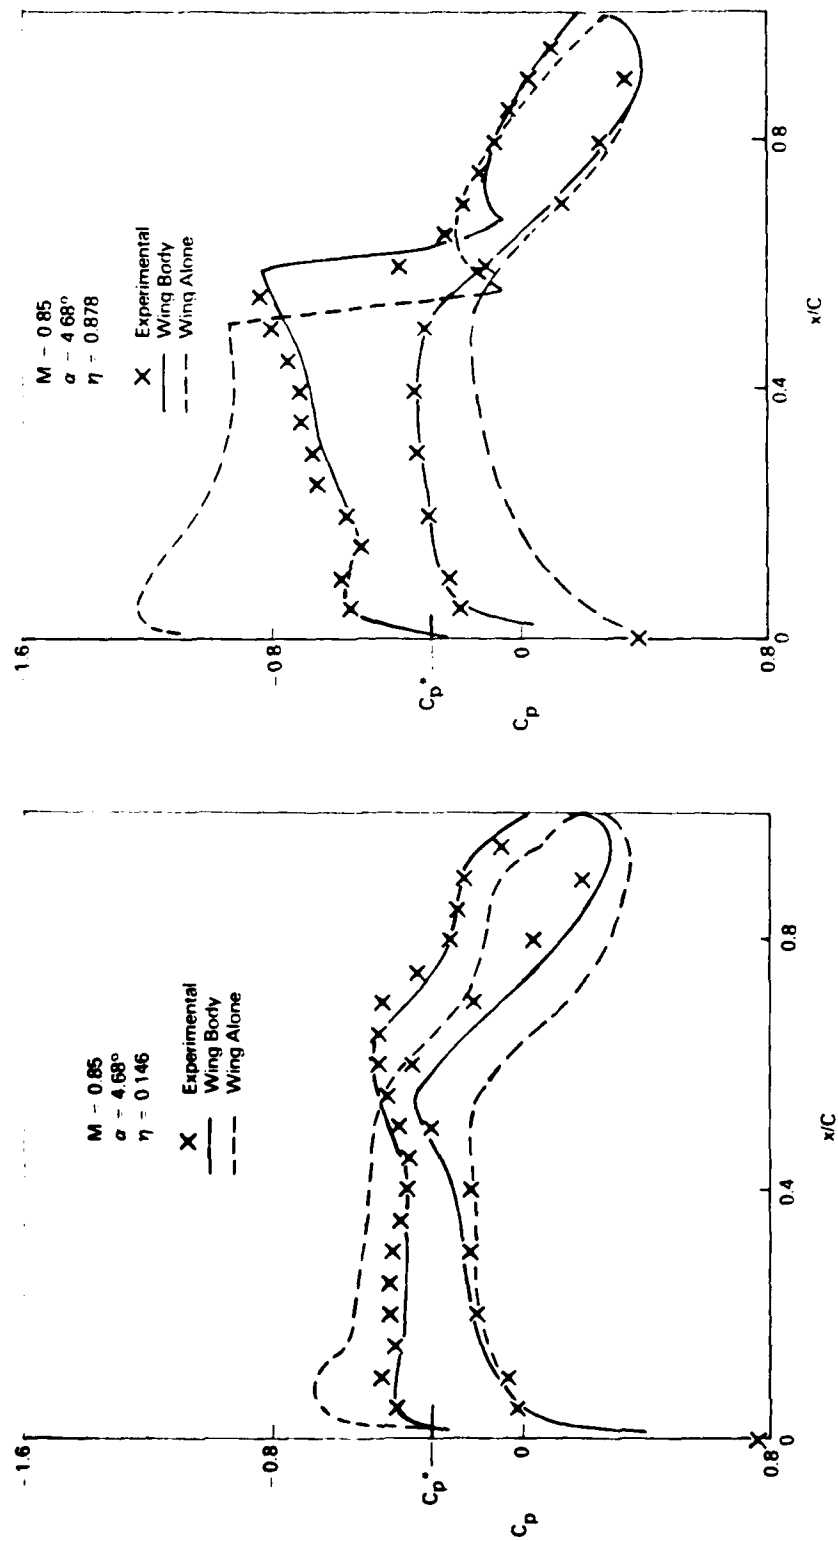 M - 0.85
α - 4.68°
η - 0.146
Experimental
Wing Body
Wing Alone
-1.6
-0.8
Cp*
0
Cp
0.8
0
0.4
0.8
x/C
M - 0.85
α = 4 68°
η = 0.878
Experimental
Wing Body
Wing Alone
-1.6
-0.8
Cp*
0
Cp
0.8
0
0.4
0.8
x/C